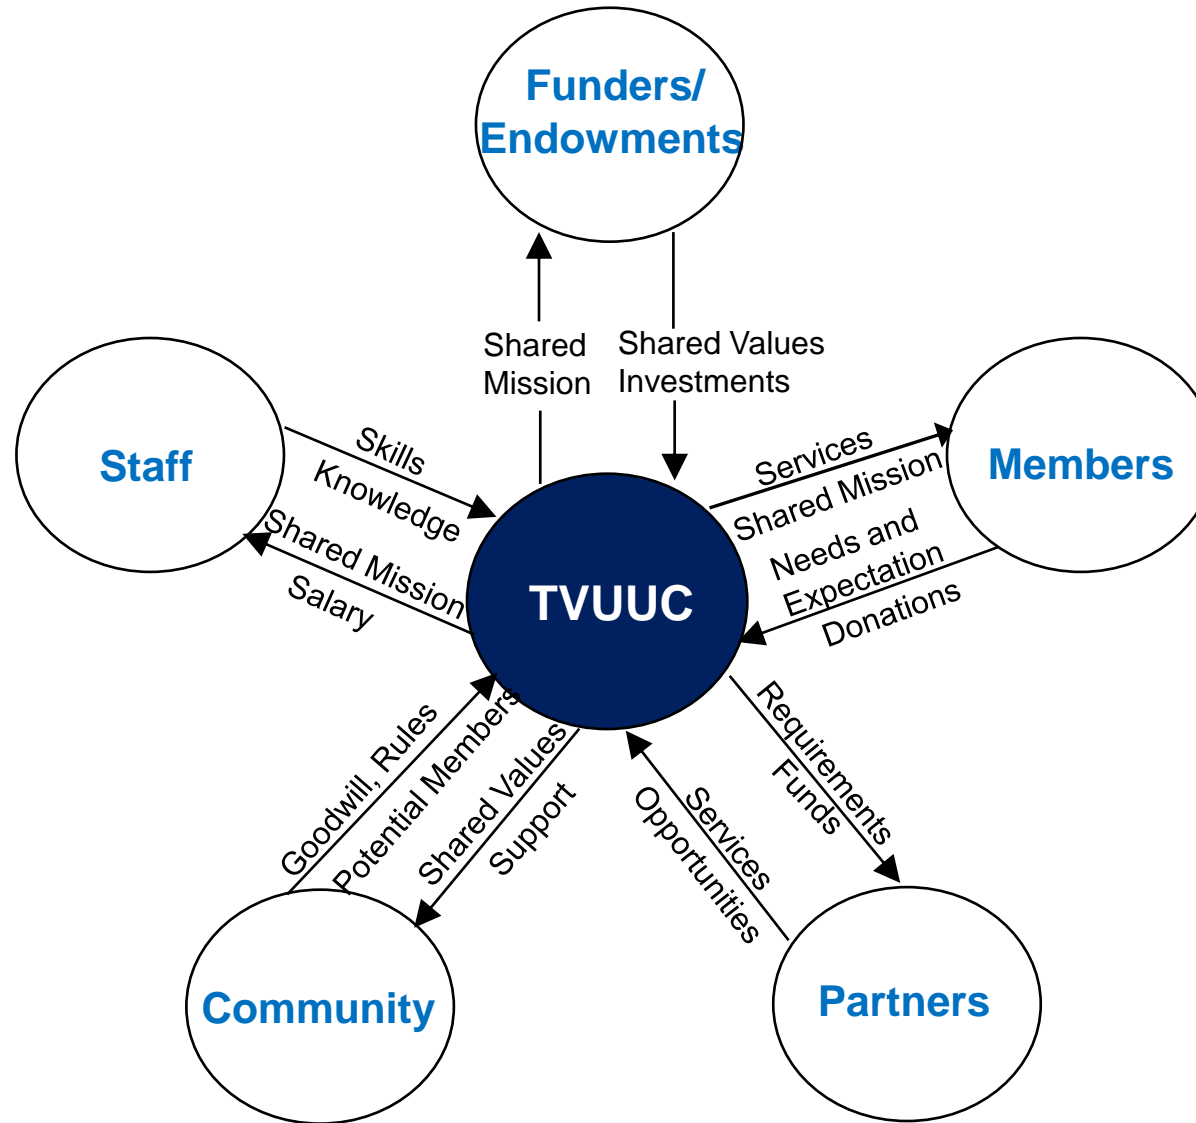 Funders/
Endowments
Shared
Mission
Shared Values
Investments
Staff
Skills
Knowledge
Shared Mission
Salary
Services
Shared Mission
Needs and
Expectation
Donations
Members
TVUUC
Goodwill, Rules
Potential Members
Shared Values
Support
Services
Opportunities
Requirements
Funds
Community
Partners